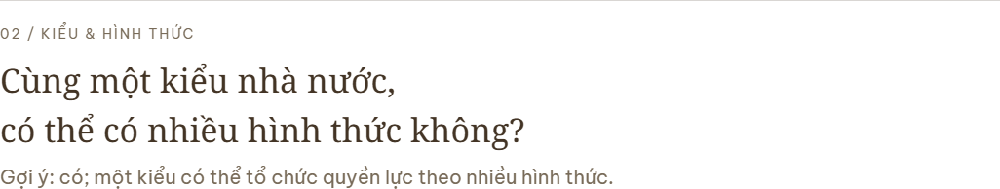 02 / KIỂU & HÌNH THỨC
Cùng một kiểu nhà nước,
có thể có nhiều hình thức không?
Gợi ý: có; một kiểu có thể tổ chức quyền lực theo nhiều hình thức.